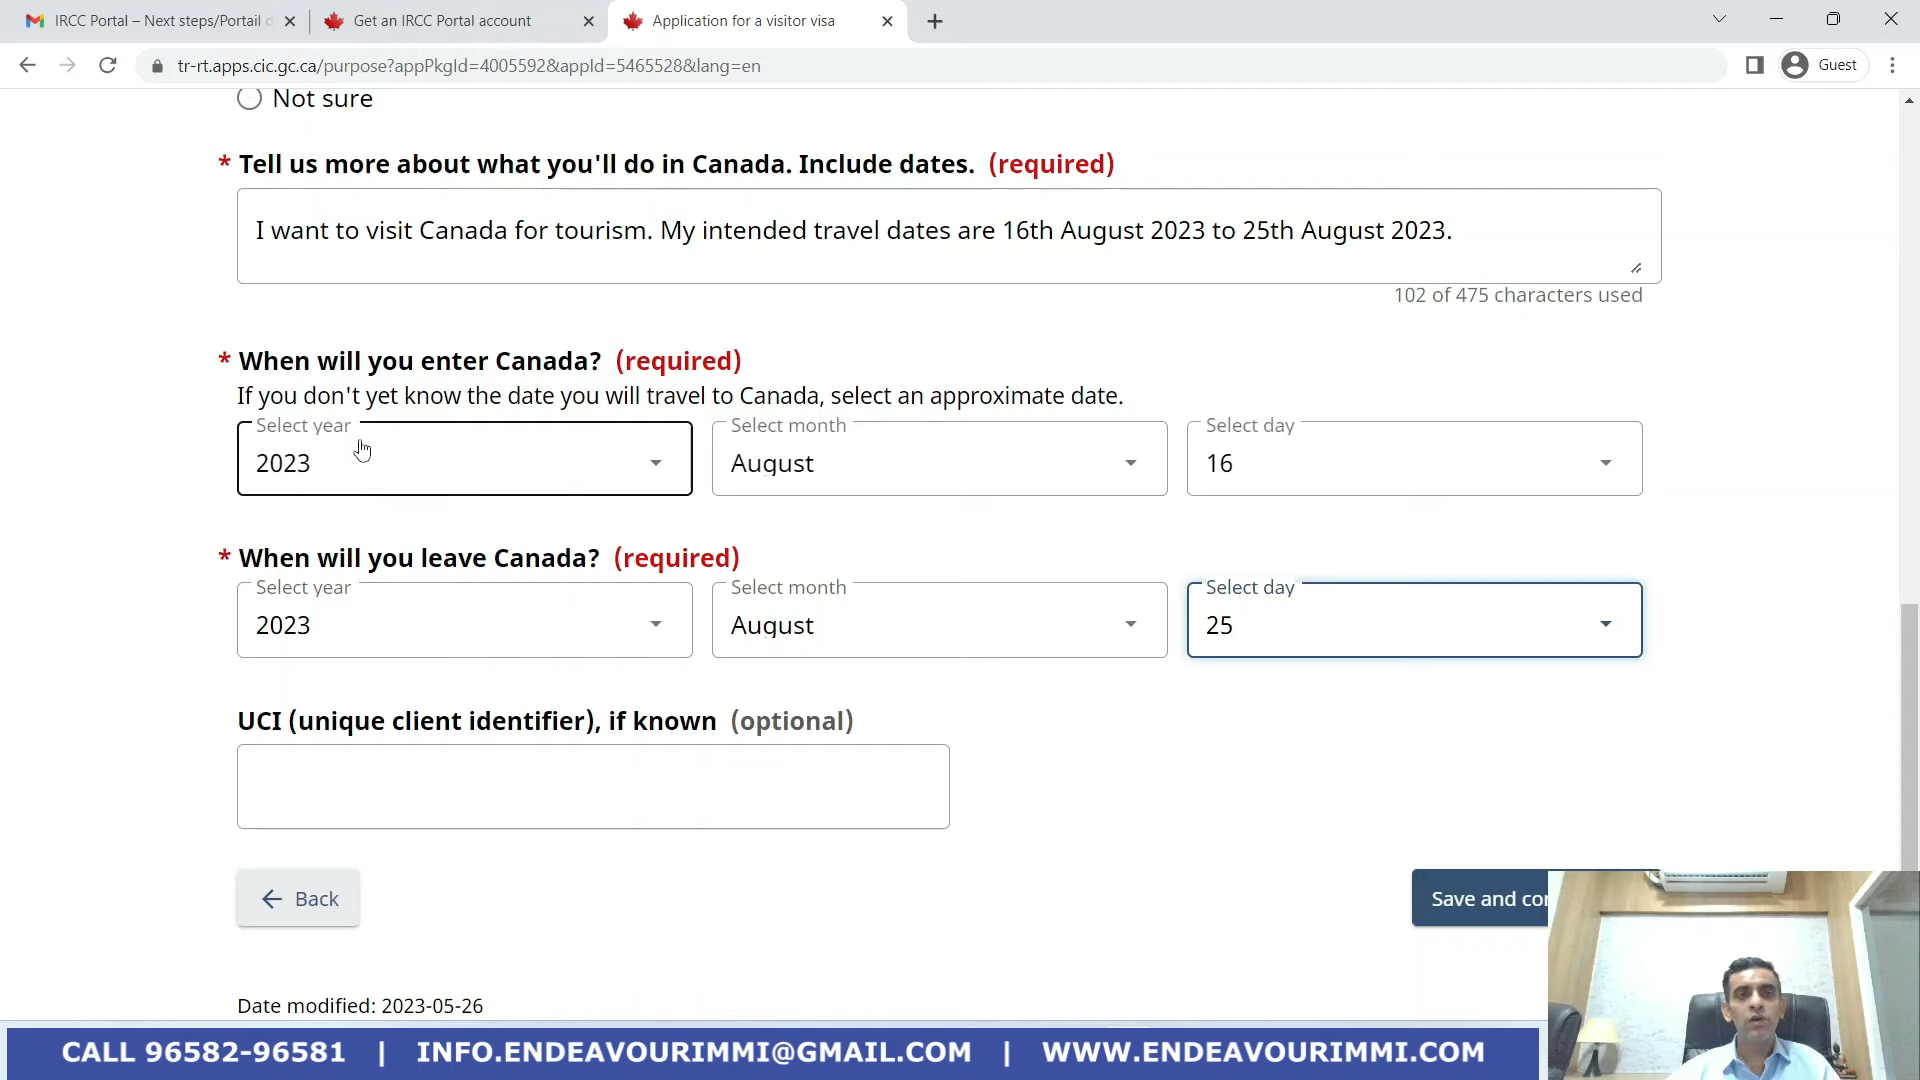 IRCC Portal – Next steps/Portail
Get an IRCC Portal account
Application for a visitor visa
tr-rt.apps.cic.gc.ca/purpose?appPkgId=4005592&appId=5465528&lang=en
Guest
Not sure
* Tell us more about what you'll do in Canada. Include dates. (required)
I want to visit Canada for tourism. My intended travel dates are 16th August 2023 to 25th August 2023.
102 of 475 characters used
* When will you enter Canada? (required)
If you don't yet know the date you will travel to Canada, select an approximate date.
Select year Select month Select day
2023 August 16
* When will you leave Canada? (required)
Select year Select month Select day
2023 August 25
UCI (unique client identifier), if known (optional)
Back
Save and
Date modified: 2023-05-26
CALL 96582-96581 | INFO.ENDEAVOURIMMI@GMAIL.COM | WWW.ENDEAVOURIMMI.COM